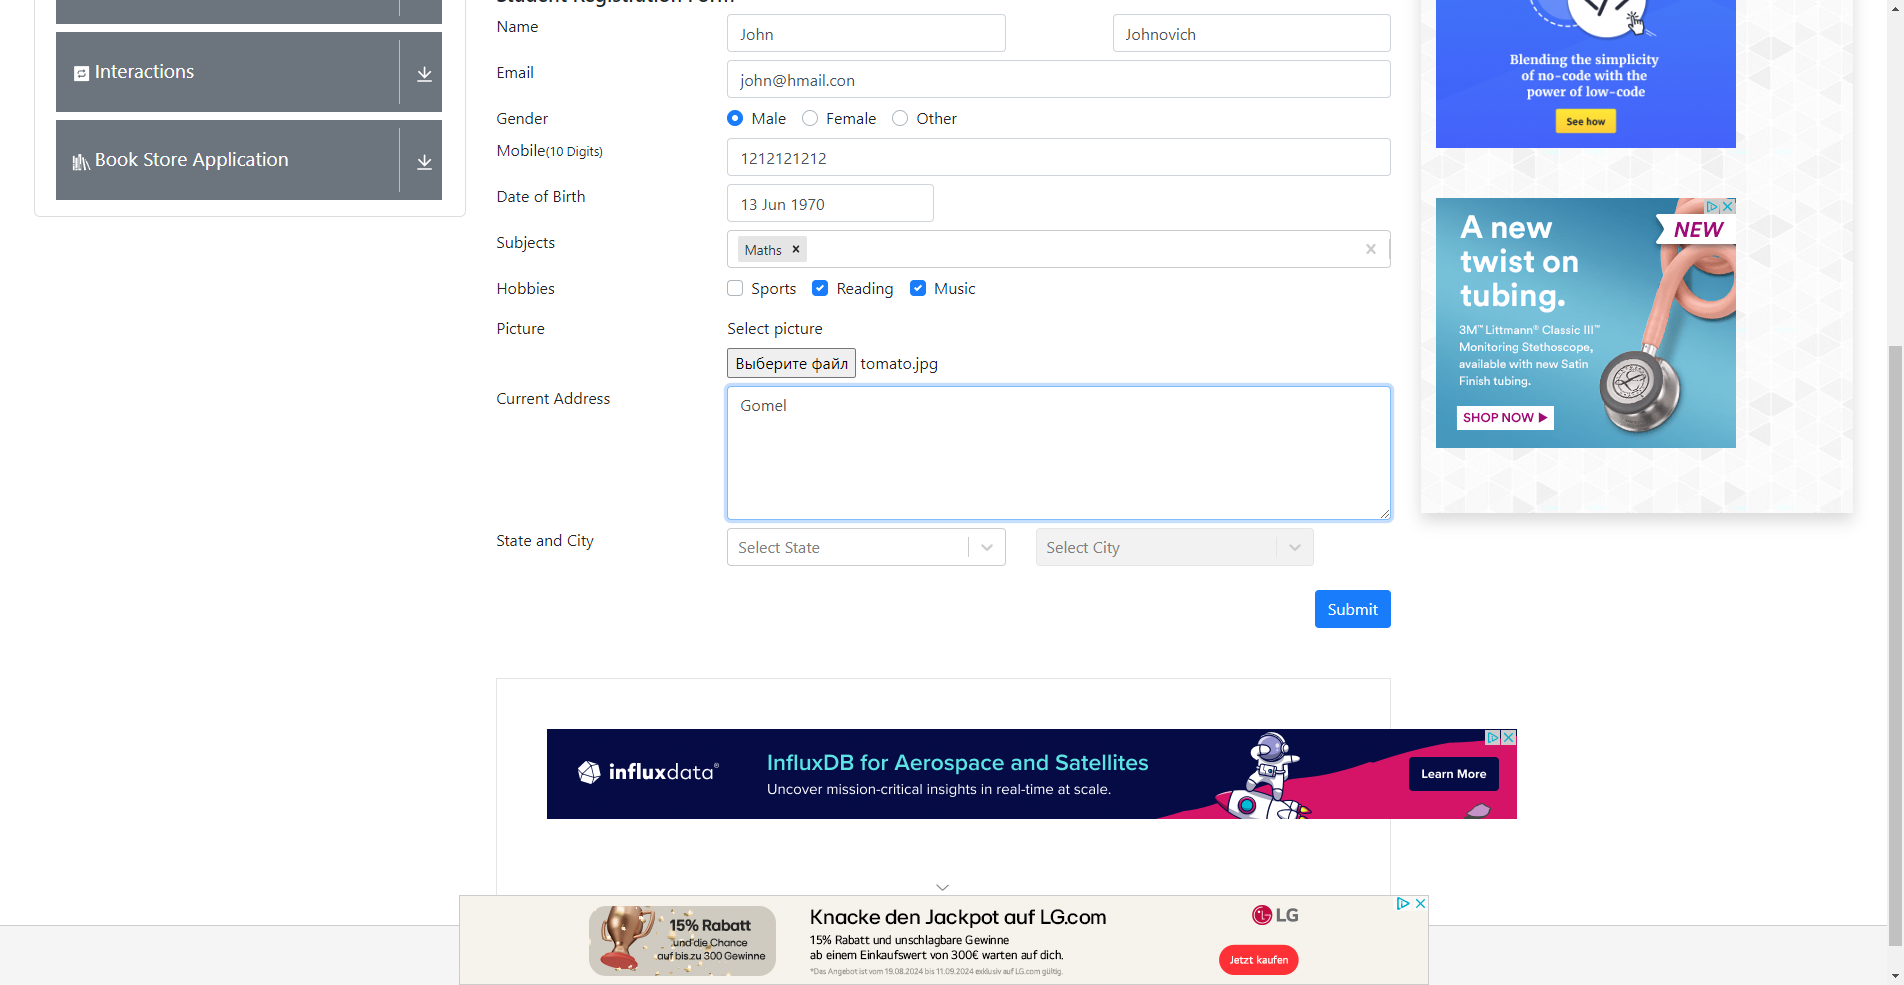 Interactions
Book Store Application
Name
John
Johnovich
Email
john@hmail.con
Gender
Male Female Other
Mobile(10 Digits)
1212121212
Date of Birth
13 Jun 1970
Subjects
Maths ×
Hobbies
Sports Reading Music
Picture
Select picture
Выберите файл tomato.jpg
Current Address
Gomel
State and City
Select State
Select City
Submit
Blending the simplicity
of no-code with the
power of low-code
See how
A new
twist on
tubing.
NEW
3M™ Littmann® Classic III™
Monitoring Stethoscope,
available with new Satin
Finish tubing.
SHOP NOW ▶
influxdata®
InfluxDB for Aerospace and Satellites
Uncover mission-critical insights in real-time at scale.
Learn More
15% Rabatt
und die Chance
auf bis zu 300 Gewinne
Knacke den Jackpot auf LG.com
15% Rabatt und unschlagbare Gewinne
ab einem Einkaufswert von 300€ warten auf dich.
*Das Angebot ist vom 19.08.2024 bis 11.09.2024 exklusiv auf LG.com gültig.
LG
Jetzt kaufen